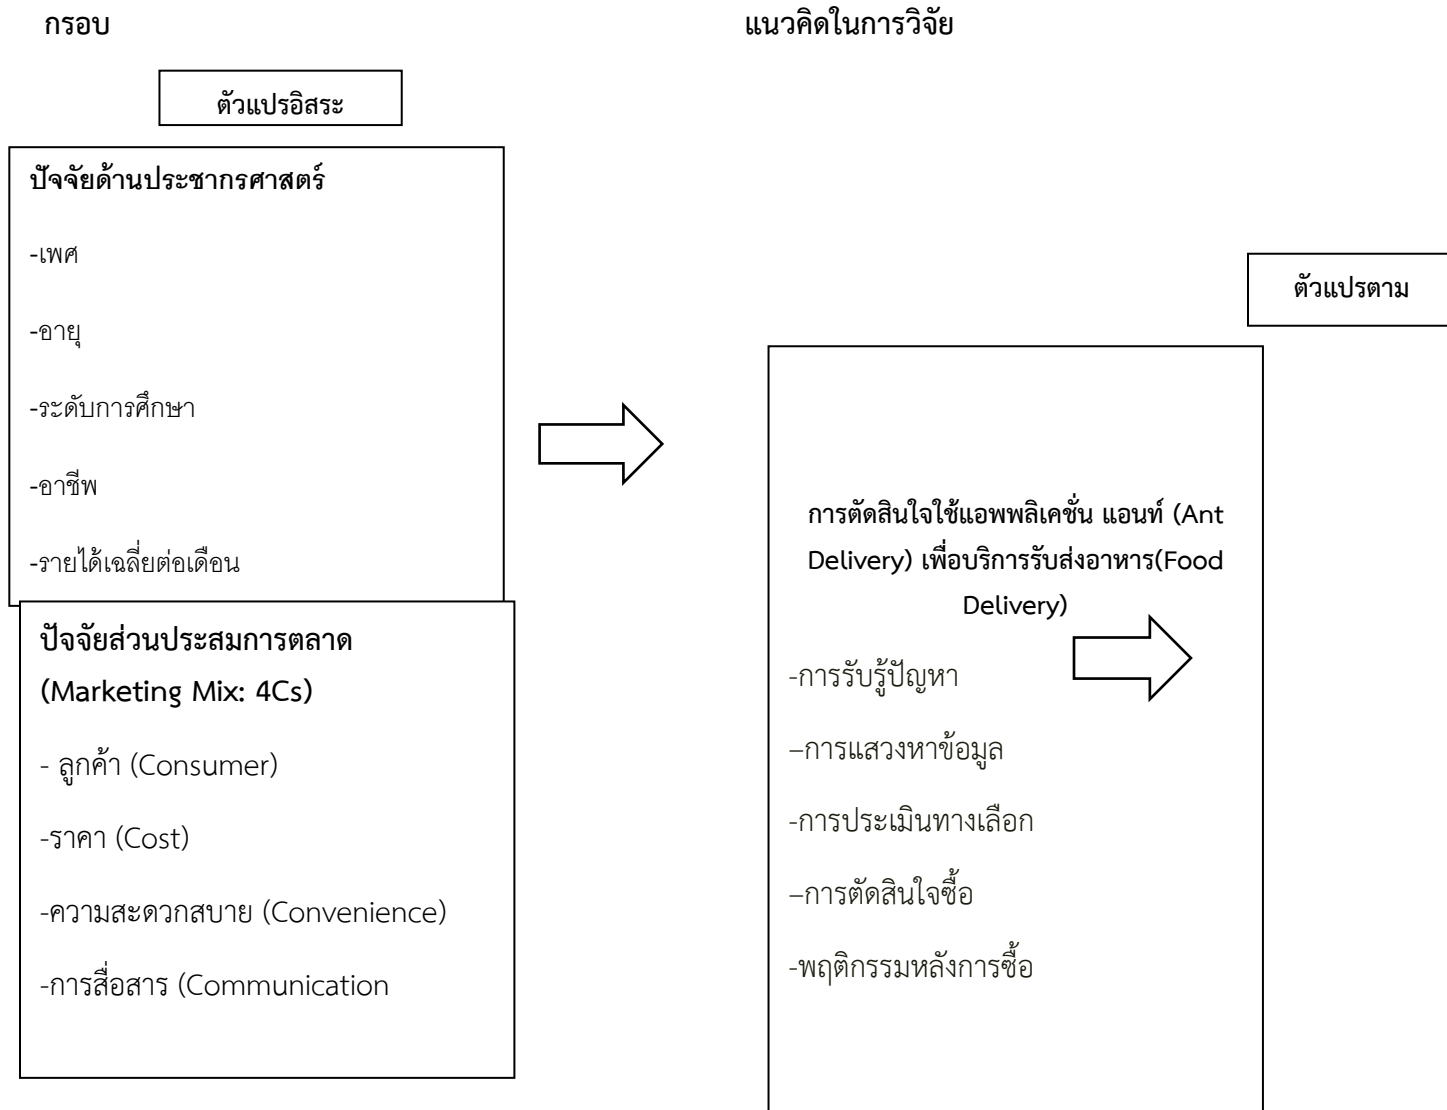 กรอบ
แนวคิดในการวิจัย
ตัวแปรอิสระ
ปัจจัยด้านประชากรศาสตร์
-เพศ
-อายุ
-ระดับการศึกษา
-อาชีพ
-รายได้เฉลี่ยต่อเดือน
ปัจจัยส่วนประสมการตลาด
(Marketing Mix: 4Cs)
- ลูกค้า (Consumer)
-ราคา (Cost)
-ความสะดวกสบาย (Convenience)
-การสื่อสาร (Communication
ตัวแปรตาม
การตัดสินใจใช้แอพพลิเคชั่น แอนท์ (Ant
Delivery) เพื่อบริการรับส่งอาหาร(Food
Delivery)
-การรับรู้ปัญหา
–การแสวงหาข้อมูล
-การประเมินทางเลือก
–การตัดสินใจซื้อ
-พฤติกรรมหลังการซื้อ